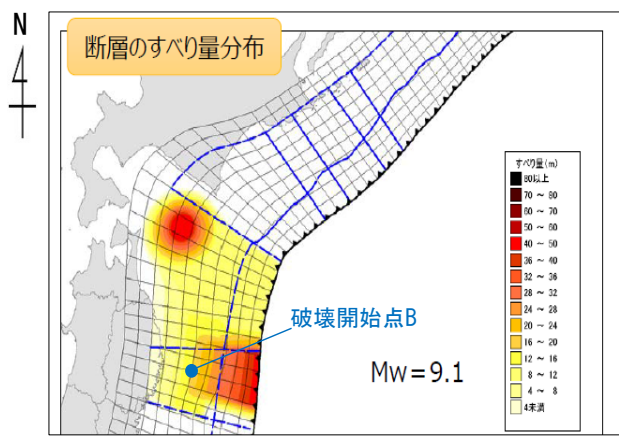 N
断層のすべり量分布
すべり量(m)
80以上
70 ~ 80
60 ~ 70
50 ~ 60
40 ~ 50
36 ~ 40
32 ~ 36
28 ~ 32
24 ~ 28
20 ~ 24
16 ~ 20
12 ~ 16
8 ~ 12
4 ~ 8
4未満
破壊開始点B
Mw=9.1